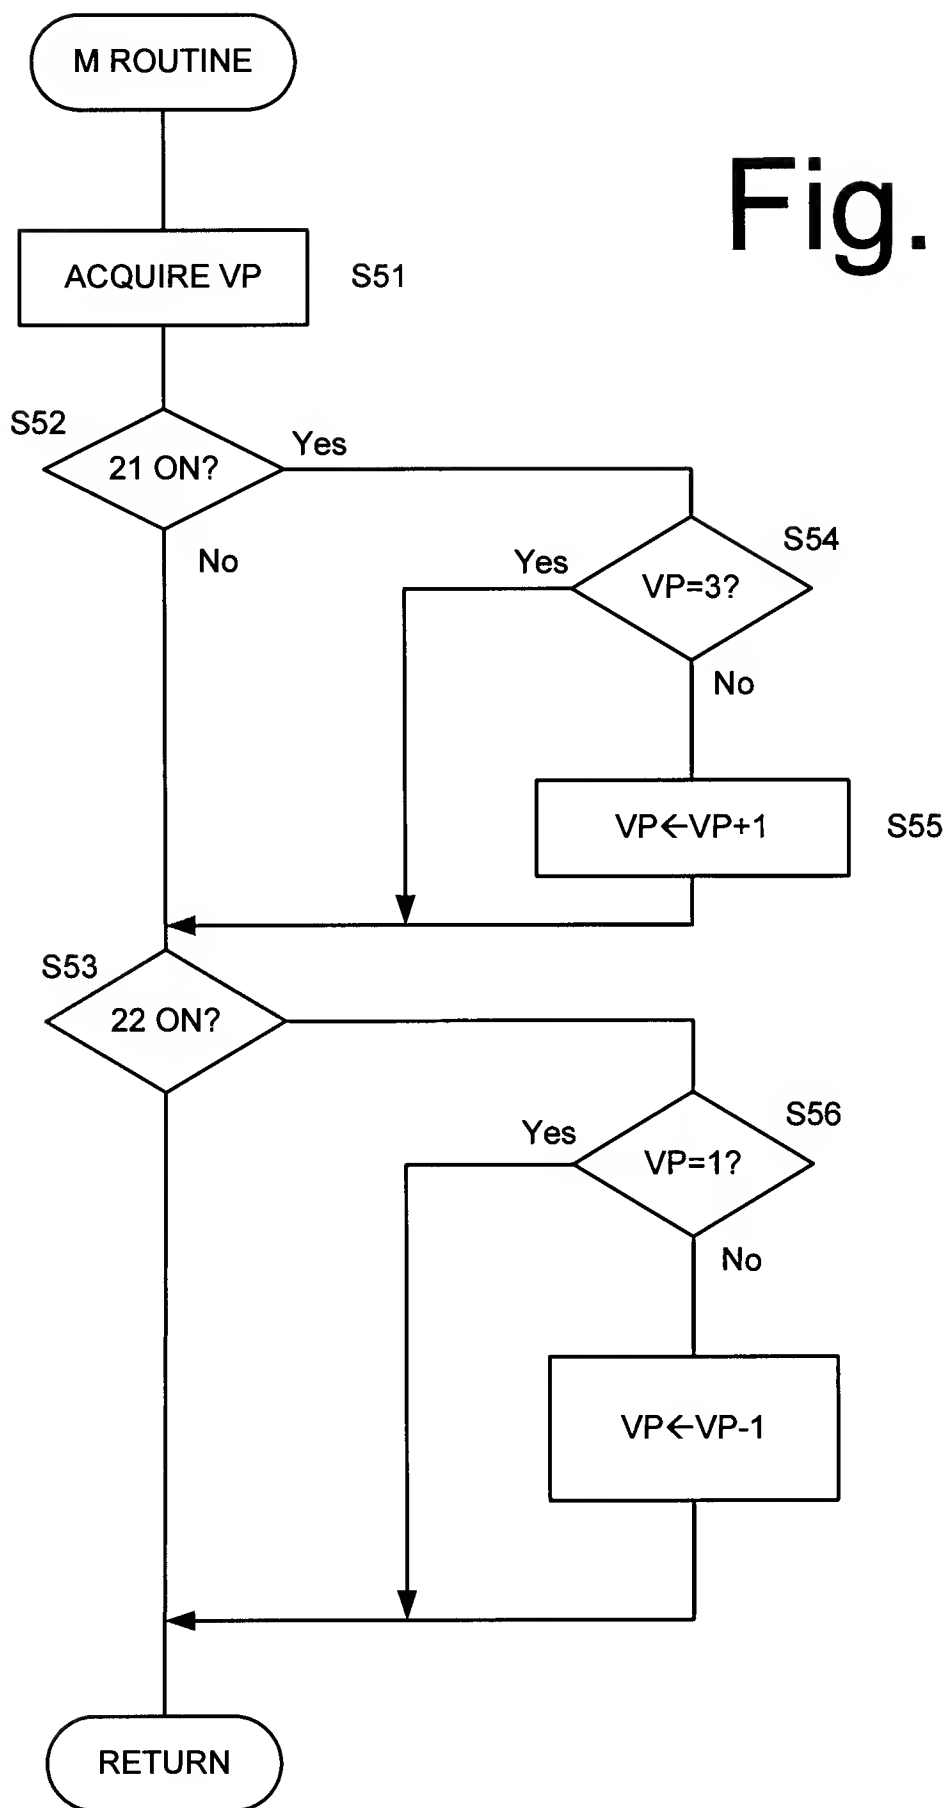 M ROUTINE
Fig.
ACQUIRE VP
S51
S52
21 ON?
Yes
No
S54
Yes
VP=3?
No
VP←VP+1
S55
S53
22 ON?
S56
Yes
VP=1?
No
VP←VP-1
RETURN